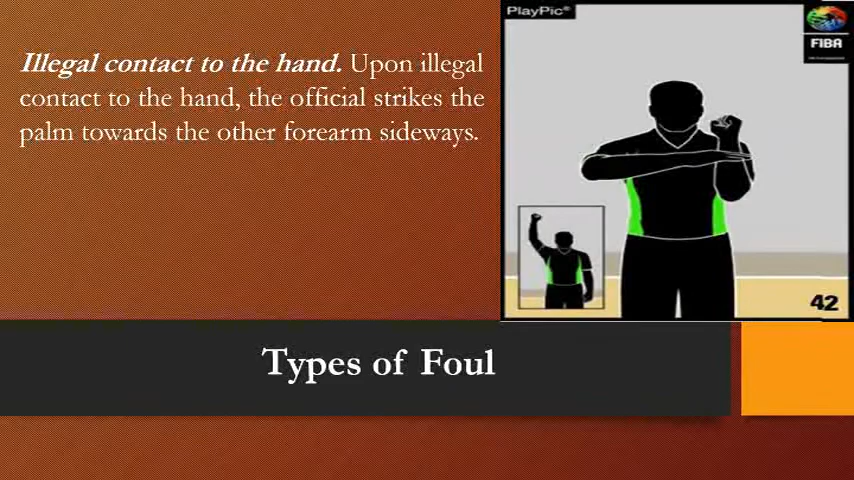 Illegal contact to the hand. Upon illegal
contact to the hand, the official strikes the
palm towards the other forearm sideways.
PlayPic®
FIBA
42
Types of Foul